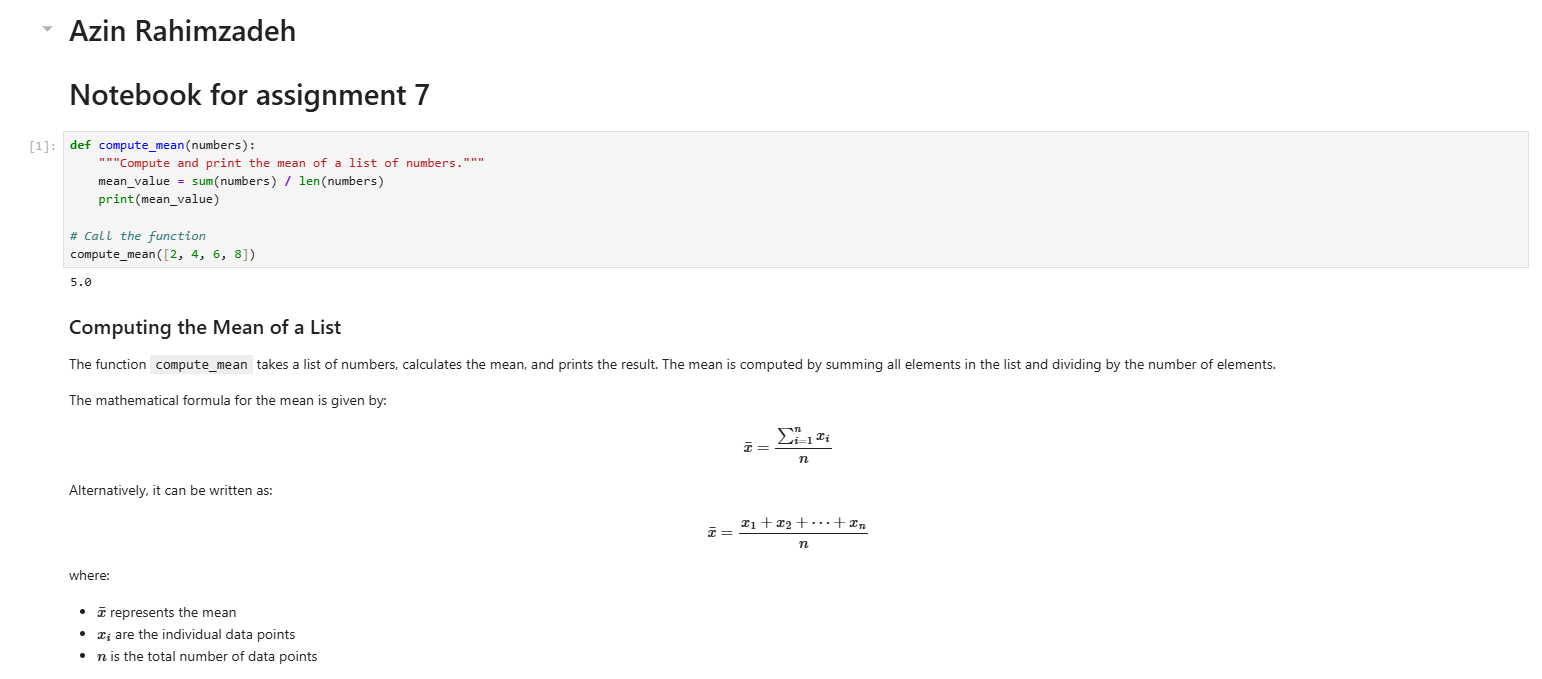 Azin Rahimzadeh
Notebook for assignment 7
[1]: def compute_mean(numbers):
    """Compute and print the mean of a list of numbers."""
    mean_value = sum(numbers) / len(numbers)
    print(mean_value)
# Call the function
compute_mean([2, 4, 6, 8])
5.0
Computing the Mean of a List
The function compute_mean takes a list of numbers, calculates the mean, and prints the result. The mean is computed by summing all elements in the list and dividing by the number of elements.
The mathematical formula for the mean is given by:
x̄ = \frac{\sum_{i=1}^{n} x_i}{n}
Alternatively, it can be written as:
x̄ = \frac{x_1 + x_2 + \cdots + x_n}{n}
where:
• x̄ represents the mean
• x_i are the individual data points
• n is the total number of data points